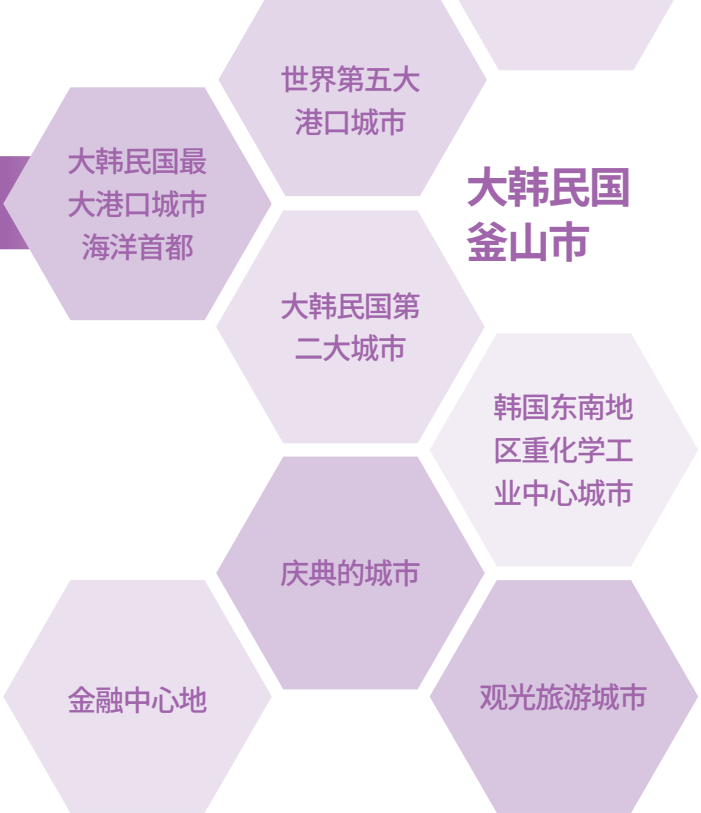 世界第五大
港口城市
大韩民国最
大港口城市
海洋首都
大韩民国
釜山市
大韩民国第
二大城市
韩国东南地
区重化学工
业中心城市
庆典的城市
金融中心地
观光旅游城市